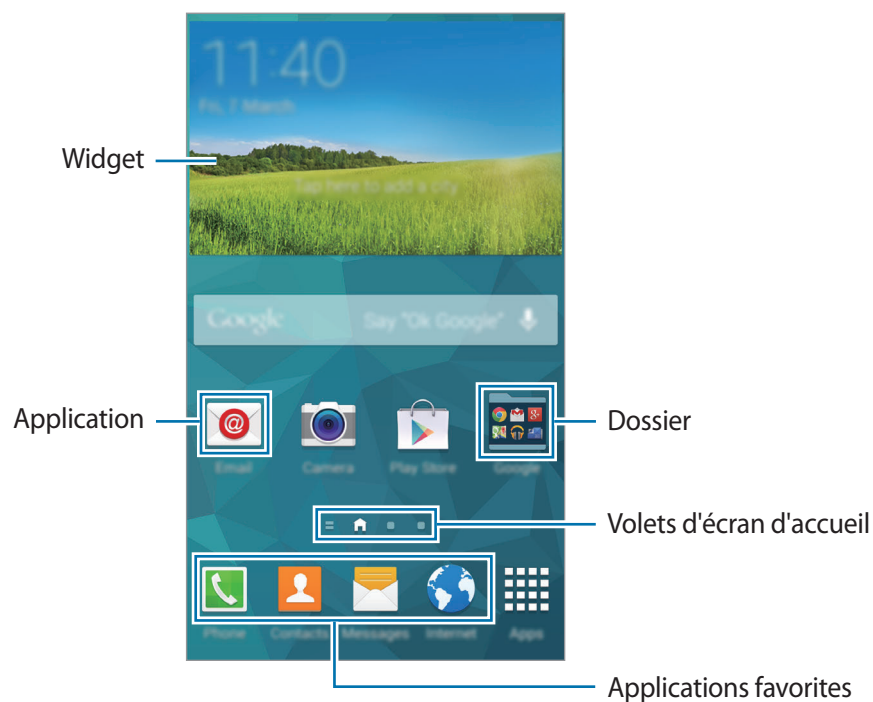 11:40
Fri, 7 March
Widget
Tap here to add a city
Google Say "Ok Google"
Application
Dossier
Email Camera Play Store Google
Volets d'écran d'accueil
Phone Contacts Messages Internet Apps
Applications favorites